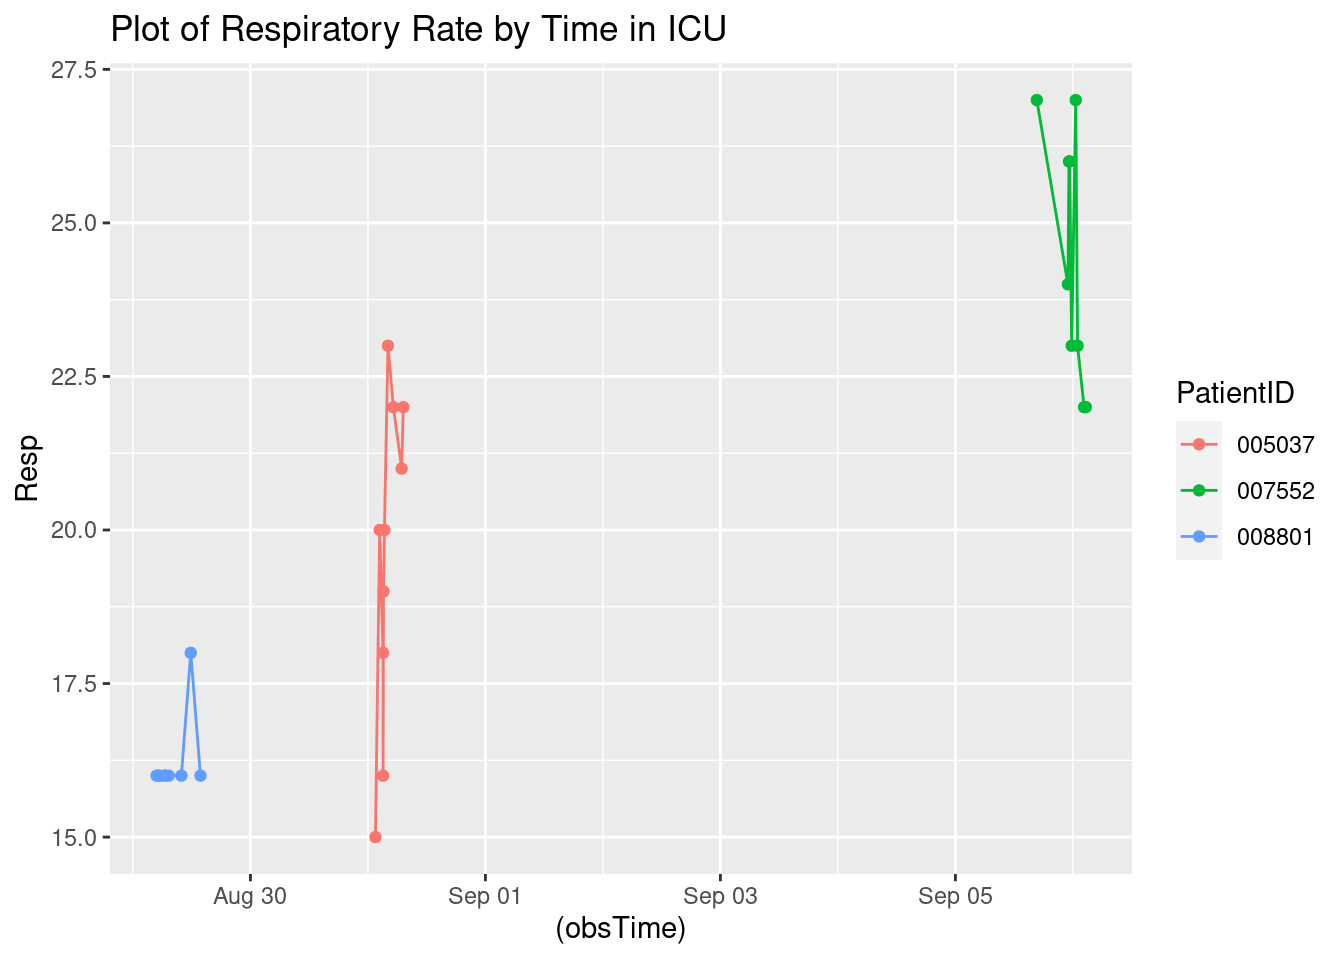 Plot of Respiratory Rate by Time in ICU
27.5
25.0
22.5
20.0
17.5
15.0
Resp
Aug 30 Sep 01 Sep 03 Sep 05
(obsTime)
PatientID
005037
007552
008801